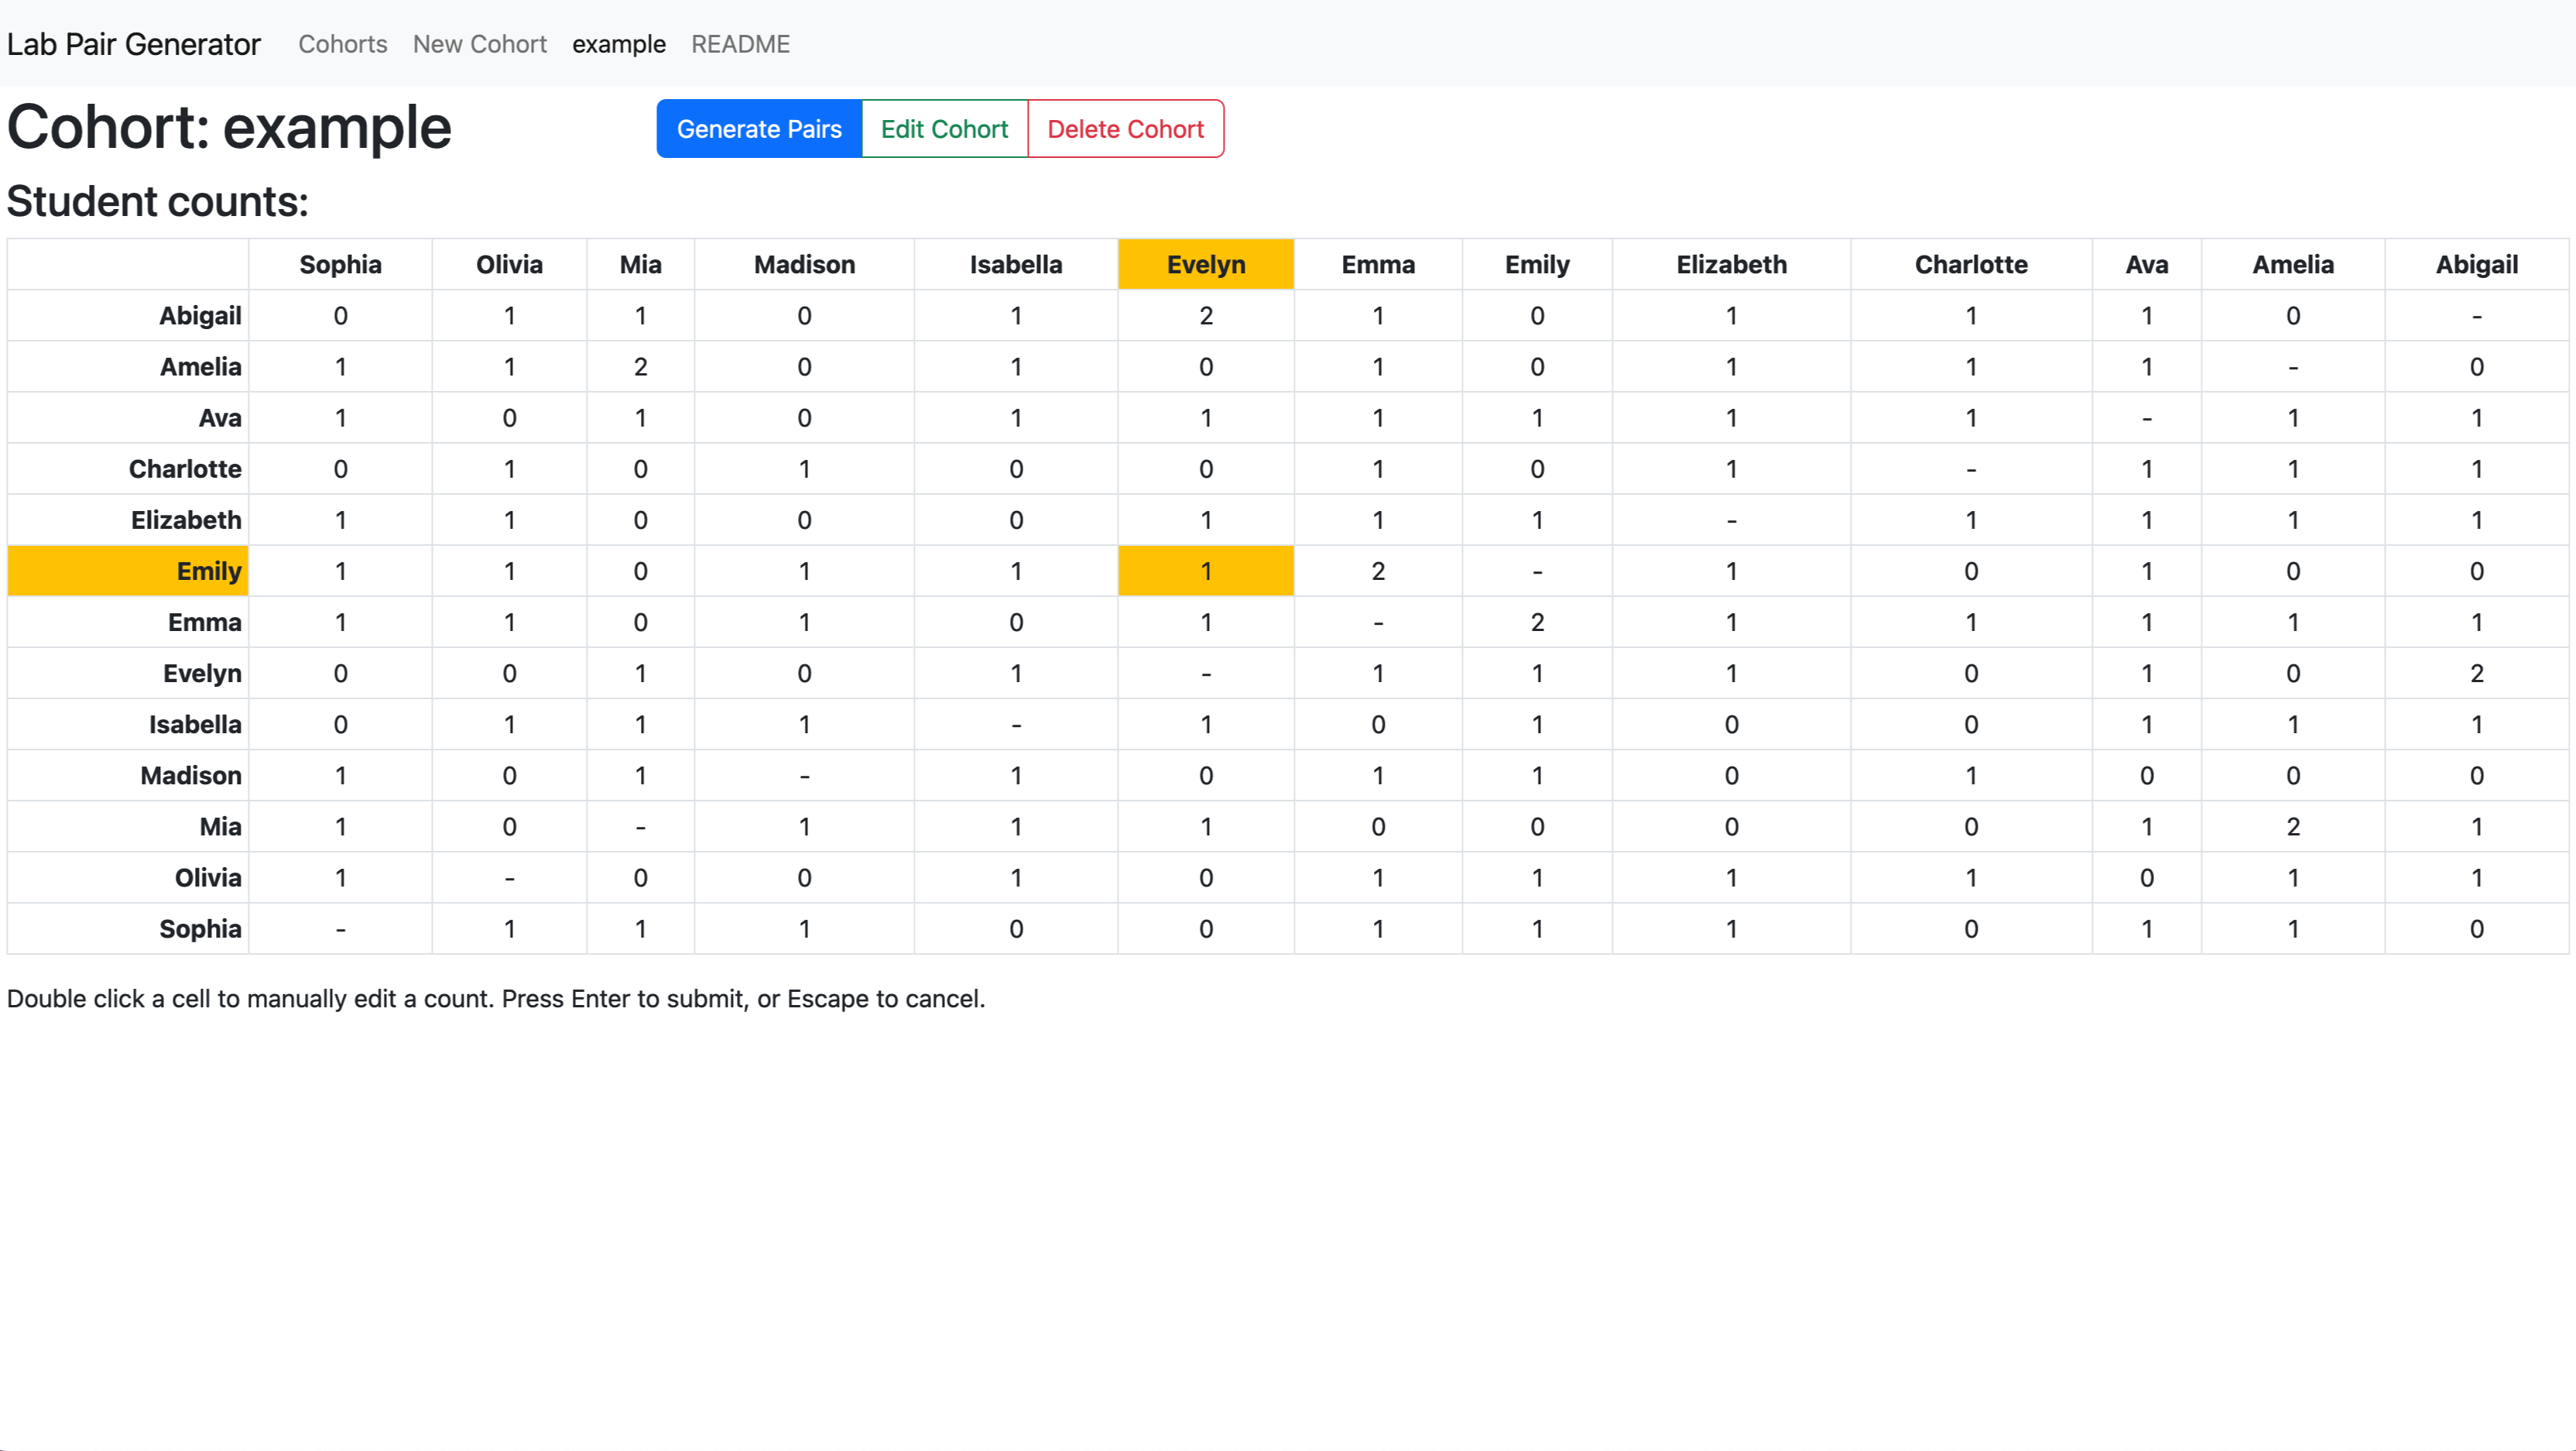 Lab Pair Generator Cohorts New Cohort example README
Cohort: example Generate Pairs Edit Cohort Delete Cohort
Student counts:
Sophia Olivia Mia Madison Isabella Evelyn Emma Emily Elizabeth Charlotte Ava Amelia Abigail
Abigail 0 1 1 0 1 2 1 0 1 1 1 0 -
Amelia 1 1 2 0 1 0 1 0 1 1 1 - 0
Ava 1 0 1 0 1 1 1 1 1 1 - 1 1
Charlotte 0 1 0 1 0 0 1 0 1 - 1 1 1
Elizabeth 1 1 0 0 0 1 1 1 - 1 1 1 1
Emily 1 1 0 1 1 1 2 - 1 0 1 0 0
Emma 1 1 0 1 0 1 - 2 1 1 1 1 1
Evelyn 0 0 1 0 1 - 1 1 1 0 1 0 2
Isabella 0 1 1 1 - 1 0 1 0 0 1 1 1
Madison 1 0 1 - 1 0 1 1 0 1 0 0 0
Mia 1 0 - 1 1 1 0 0 0 0 1 2 1
Olivia 1 - 0 0 1 0 1 1 1 1 0 1 1
Sophia - 1 1 1 0 0 1 1 1 0 1 1 0
Double click a cell to manually edit a count. Press Enter to submit, or Escape to cancel.